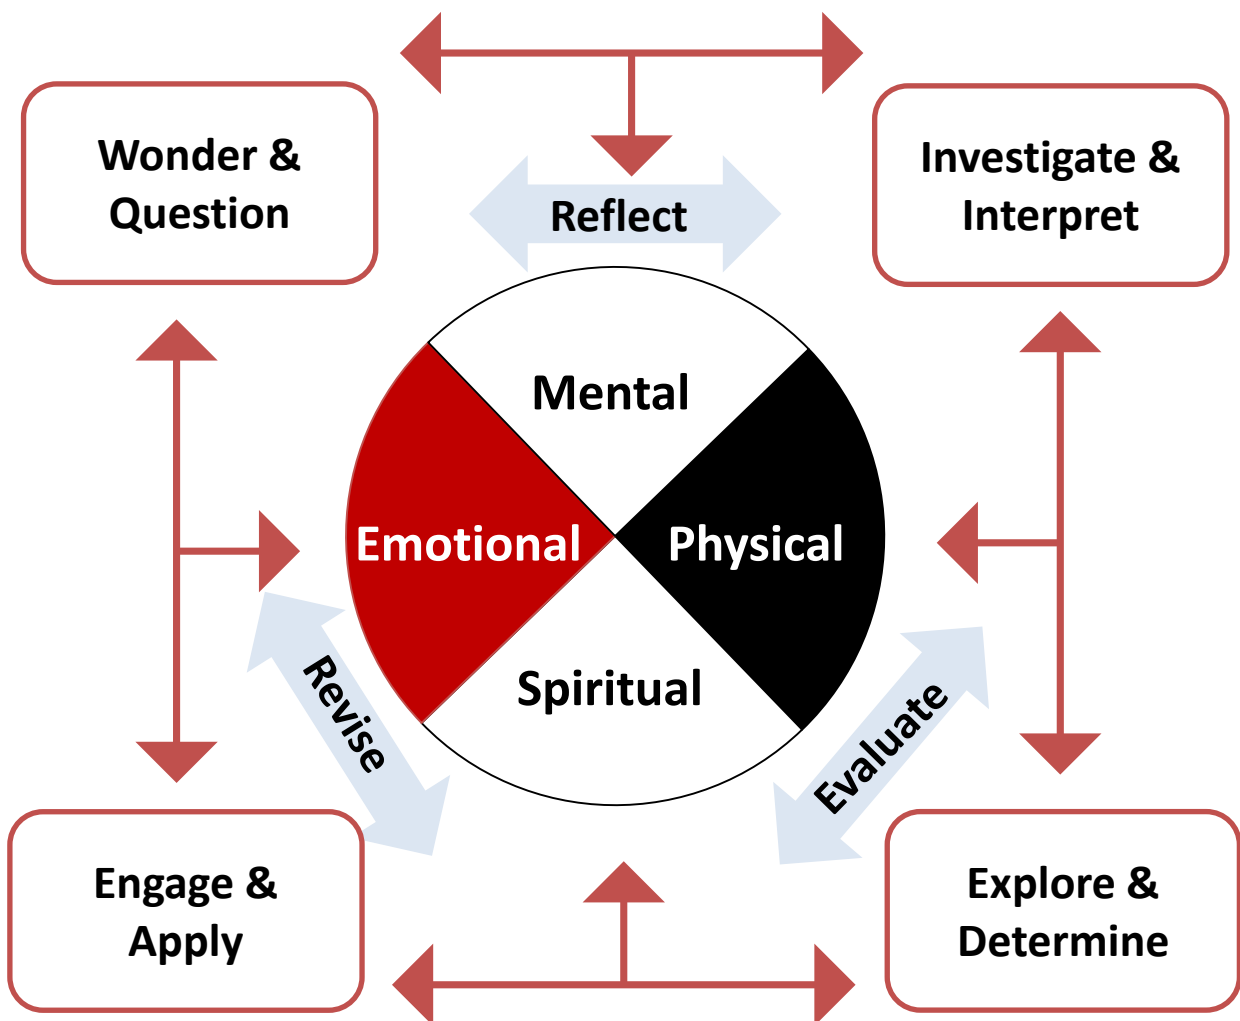 Wonder &
Question
Investigate &
Interpret
Reflect
Mental
Emotional
Physical
Spiritual
Revise
Evaluate
Engage &
Apply
Explore &
Determine